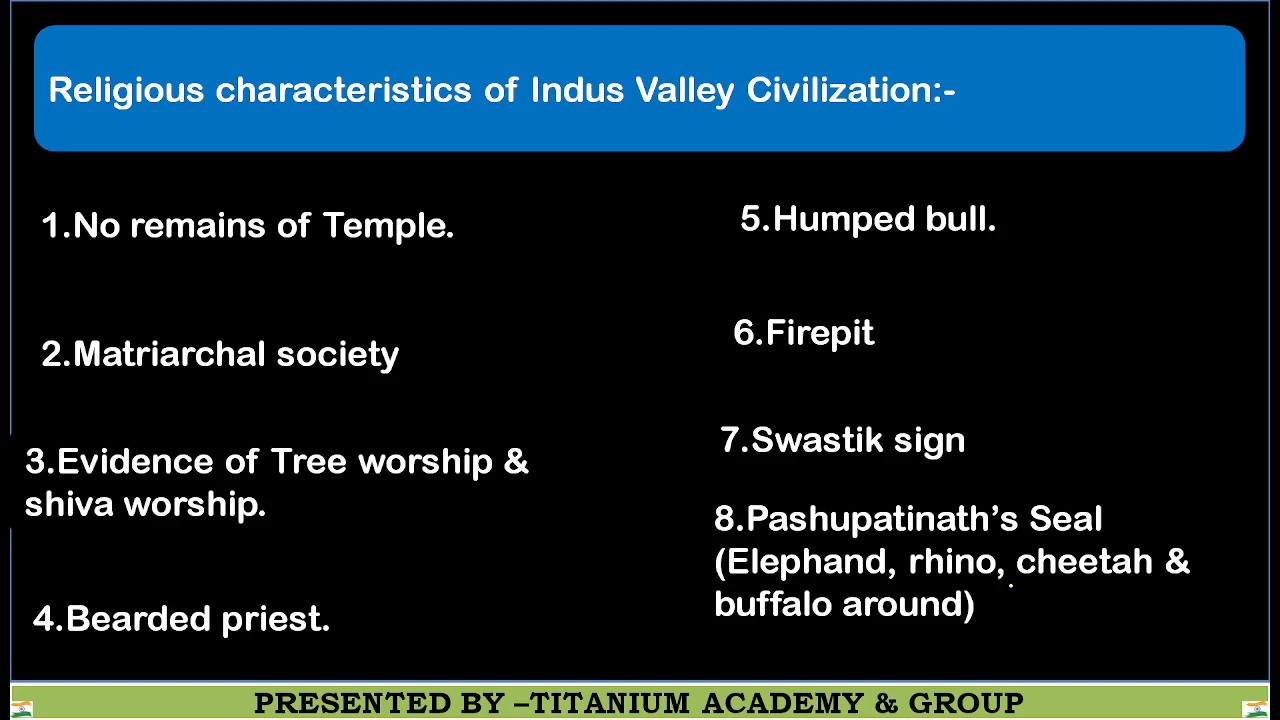 Religious characteristics of Indus Valley Civilization:-
1.No remains of Temple.
2.Matriarchal society
3.Evidence of Tree worship &
shiva worship.
4.Bearded priest.
5.Humped bull.
6.Firepit
7.Swastik sign
8.Pashupatinath’s Seal
(Elephand, rhino, cheetah &
buffalo around)
PRESENTED BY –TITANIUM ACADEMY & GROUP